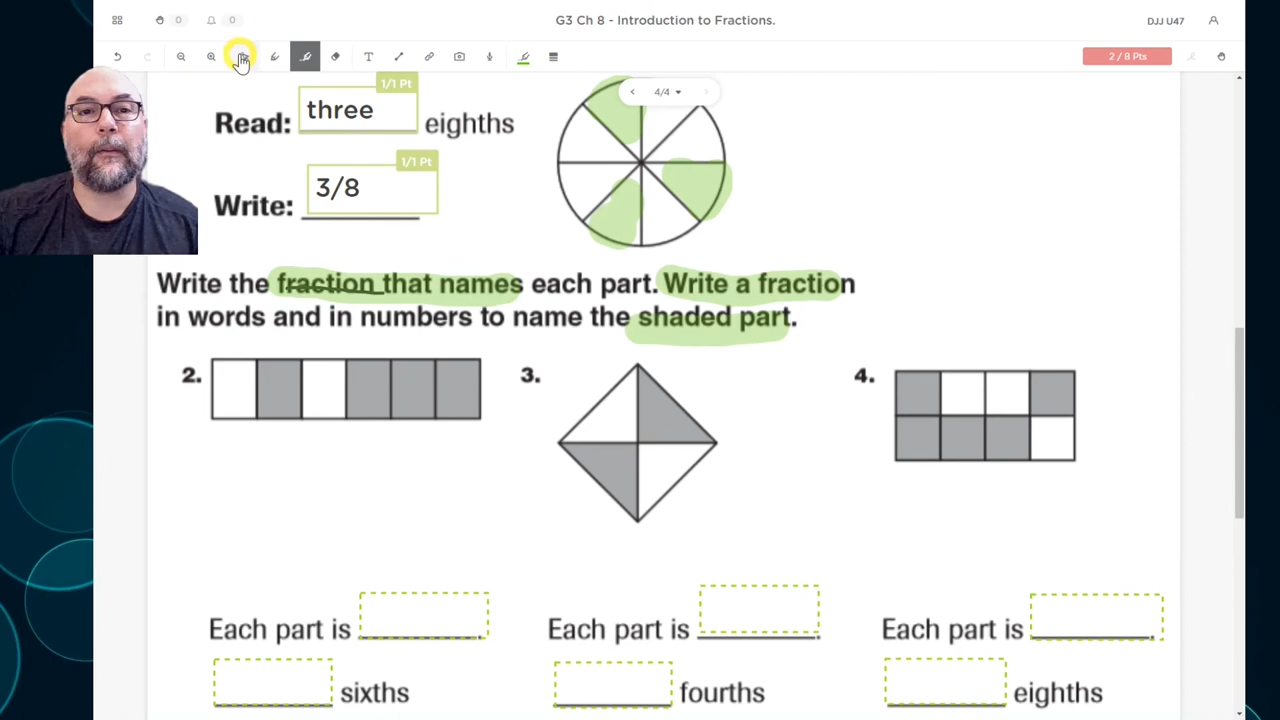 0
0
G3 Ch 8 - Introduction to Fractions.
DJJ U47
2 / 8 Pts
4/4
1/1 Pt
Read: three eighths
1/1 Pt
Write: 3/8
Write the fraction that names each part. Write a fraction
in words and in numbers to name the shaded part.
2.
3.
4.
Each part is .
Each part is .
Each part is .
sixths
fourths
eighths